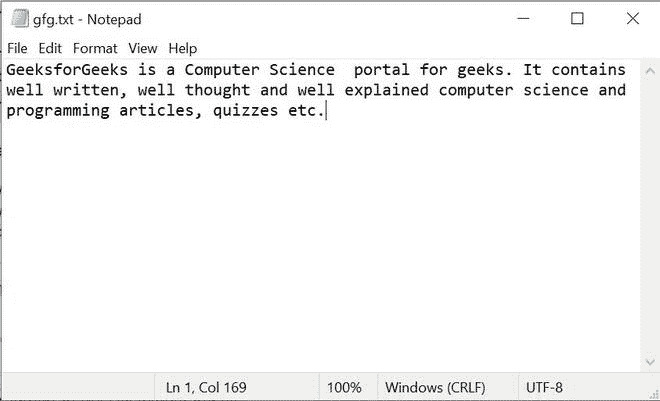 gfg.txt - Notepad
File Edit Format View Help
GeeksforGeeks is a Computer Science  portal for geeks. It contains
well written, well thought and well explained computer science and
programming articles, quizzes etc.
Ln 1, Col 169 100% Windows (CRLF) UTF-8